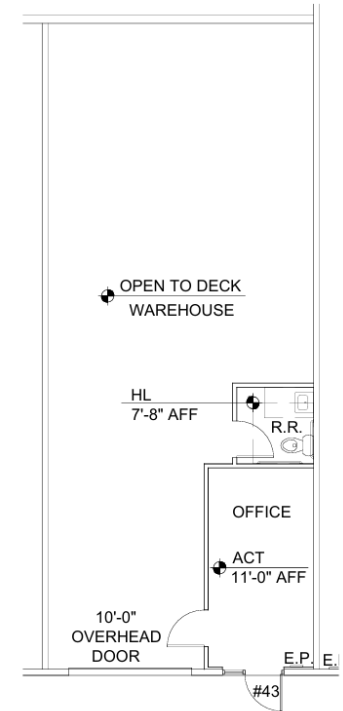 OPEN TO DECK
WAREHOUSE
HL
7'-8" AFF
R.R.
OFFICE
ACT
11'-0" AFF
10'-0"
OVERHEAD
DOOR
E.P.
E.
#43